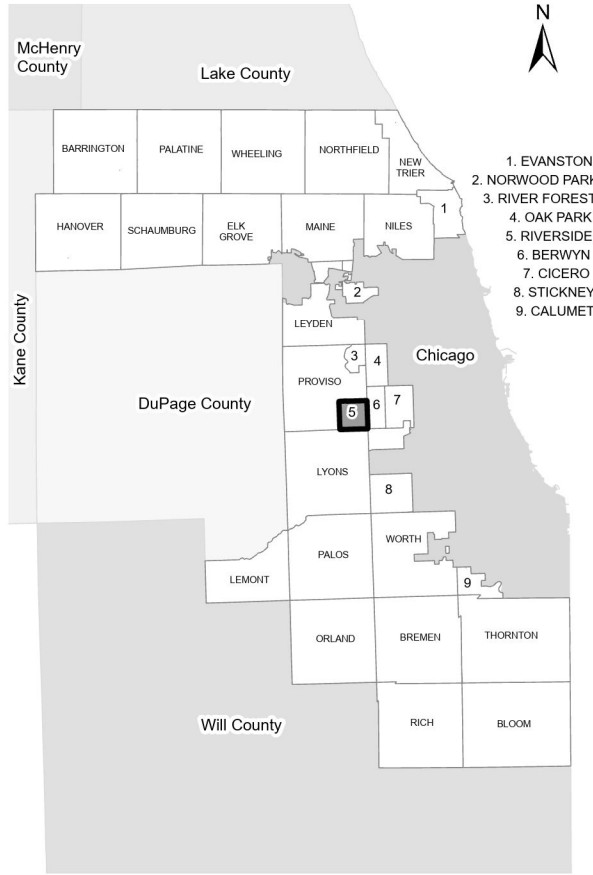 N
McHenry
County
Lake County
BARRINGTON
PALATINE
WHEELING
NORTHFIELD
NEW
TRIER
1. EVANSTON
2. NORWOOD PARK
3. RIVER FOREST
4. OAK PARK
5. RIVERSIDE
6. BERWYN
7. CICERO
8. STICKNEY
9. CALUMET
HANOVER
SCHAUMBURG
ELK
GROVE
MAINE
NILES
1
2
LEYDEN
Kane County
DuPage County
PROVISO
3
4
Chicago
5
6
7
LYONS
8
WORTH
PALOS
LEMONT
9
ORLAND
BREMEN
THORNTON
Will County
RICH
BLOOM